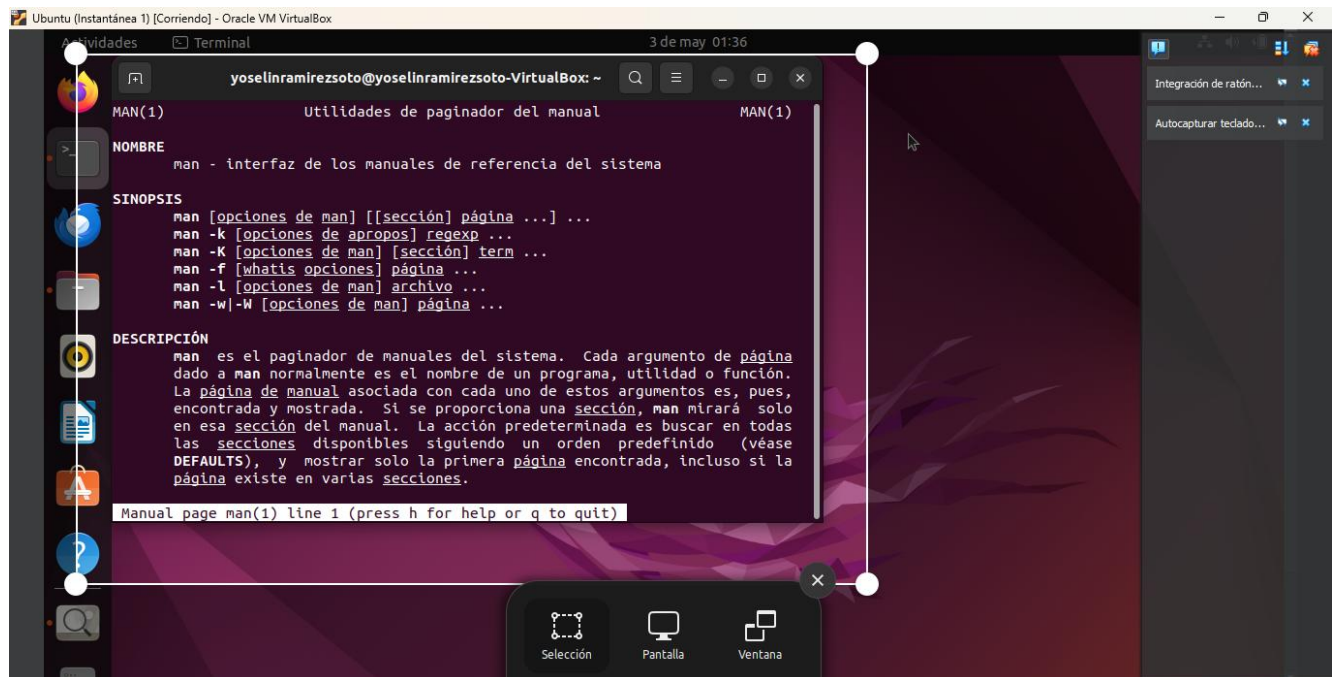 Ubuntu (Instantánea 1) [Corriendo] - Oracle VM VirtualBox
Actividades Terminal 3 de may 01:36
yoselinramirezsoto@yoselinramirezsoto-VirtualBox: ~
Integración de ratón...
Autocapturar teclado...
MAN(1) Utilidades de paginador del manual MAN(1)
NOMBRE
man - interfaz de los manuales de referencia del sistema
SINOPSIS
man [opciones de man] [[sección] página ...] ...
man -k [opciones de apropos] regexp ...
man -K [opciones de man] [sección] term ...
man -f [whatis opciones] página ...
man -l [opciones de man] archivo ...
man -w|-W [opciones de man] página ...
DESCRIPCIÓN
man es el paginador de manuales del sistema. Cada argumento de página
dado a man normalmente es el nombre de un programa, utilidad o función.
La página de manual asociada con cada uno de estos argumentos es, pues,
encontrada y mostrada. Si se proporciona una sección, man mirará solo
en esa sección del manual. La acción predeterminada es buscar en todas
las secciones disponibles siguiendo un orden predefinido (véase
DEFAULTS), y mostrar solo la primera página encontrada, incluso si la
página existe en varias secciones.
Manual page man(1) line 1 (press h for help or q to quit)
Selección Pantalla Ventana